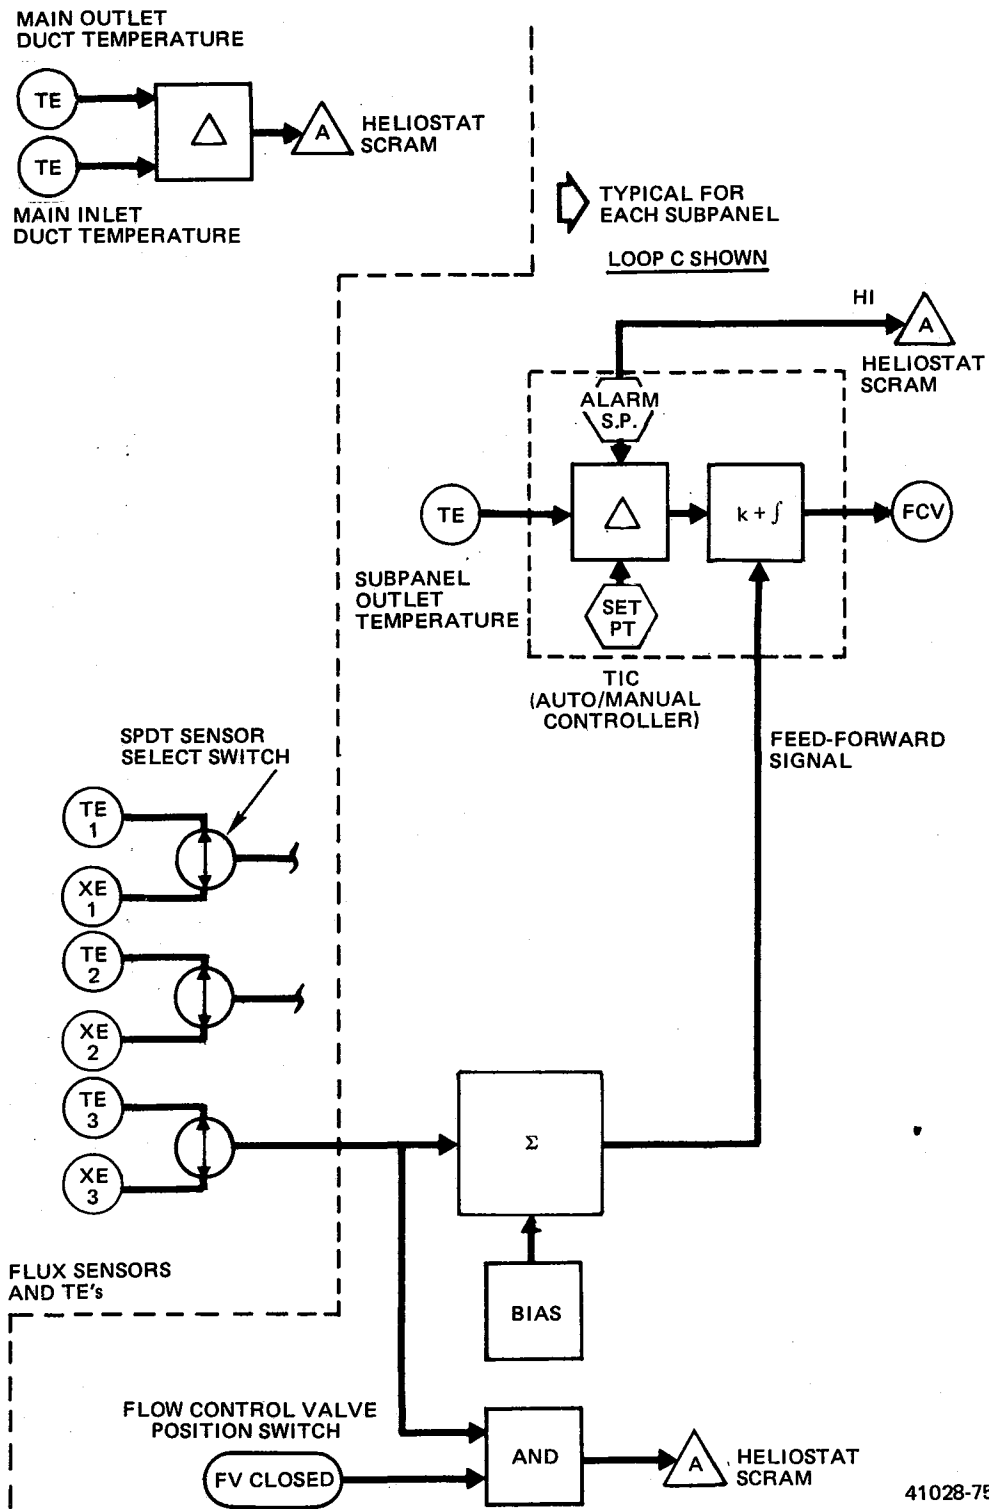 MAIN OUTLET
DUCT TEMPERATURE
TE
TE
△
A
HELIOSTAT
SCRAM
MAIN INLET
DUCT TEMPERATURE
TYPICAL FOR
EACH SUBPANEL
LOOP C SHOWN
HI
A
HELIOSTAT
SCRAM
ALARM
S.P.
TE
△
k + ∫
FCV
SUBPANEL
OUTLET
TEMPERATURE
SET
PT
TIC
(AUTO/MANUAL
CONTROLLER)
FEED-FORWARD
SIGNAL
SPDT SENSOR
SELECT SWITCH
TE
1
XE
1
TE
2
XE
2
TE
3
XE
3
Σ
FLUX SENSORS
AND TE's
BIAS
FLOW CONTROL VALVE
POSITION SWITCH
FV CLOSED
AND
A
HELIOSTAT
SCRAM
41028-75